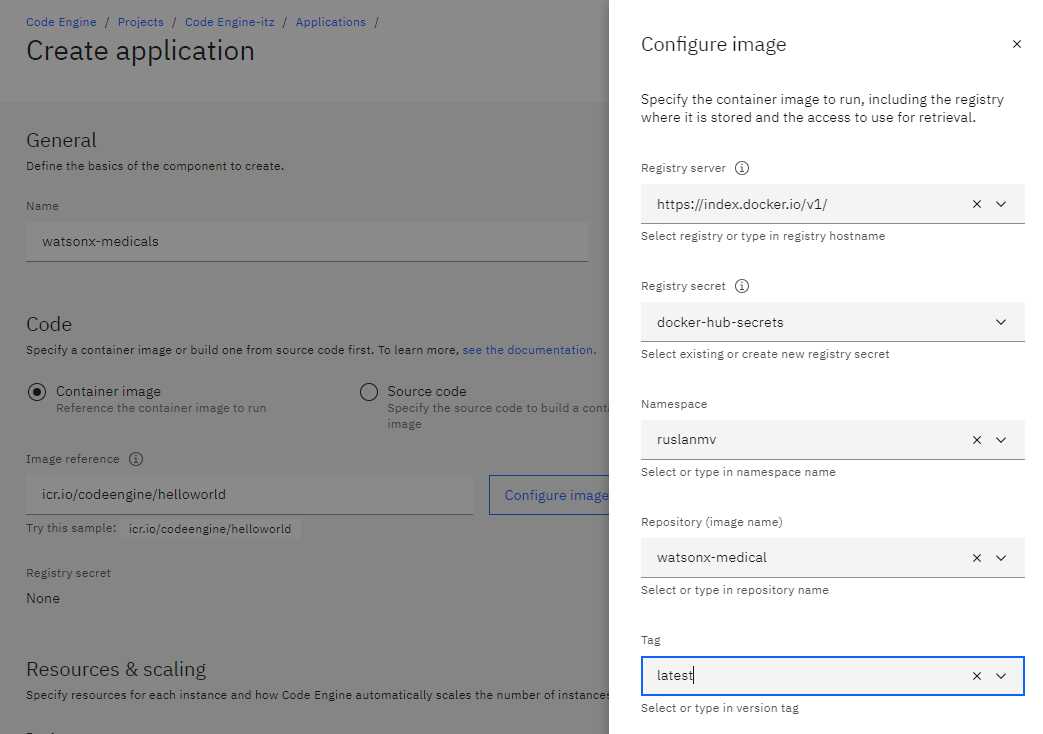 Code Engine / Projects / Code Engine-itz / Applications /
Create application
General
Define the basics of the component to create.
Name
watsonx-medicals
Code
Specify a container image or build one from source code first. To learn more, see the documentation.
Container image
Reference the container image to run
Source code
Specify the source code to build a cont
image
Image reference
icr.io/codeengine/helloworld
Configure image
Try this sample: icr.io/codeengine/helloworld
Registry secret
None
Resources & scaling
Specify resources for each instance and how Code Engine automatically scales the number of instances
Configure image
Specify the container image to run, including the registry
where it is stored and the access to use for retrieval.
Registry server
https://index.docker.io/v1/
Select registry or type in registry hostname
Registry secret
docker-hub-secrets
Select existing or create new registry secret
Namespace
ruslanmv
Select or type in namespace name
Repository (image name)
watsonx-medical
Select or type in repository name
Tag
latest
Select or type in version tag